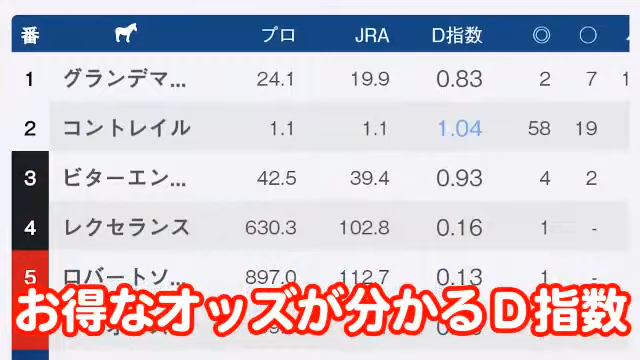 番 プロ JRA D指数 ◎ ○
1 グランデマ... 24.1 19.9 0.83 2 7
2 コントレイル 1.1 1.1 1.04 58 19
3 ビターエン... 42.5 39.4 0.93 4 2
4 レクセランス 630.3 102.8 0.16 1 -
5 ロバートソ... 897.0 112.7 0.13 1 -
お得なオッズが分かるD指数